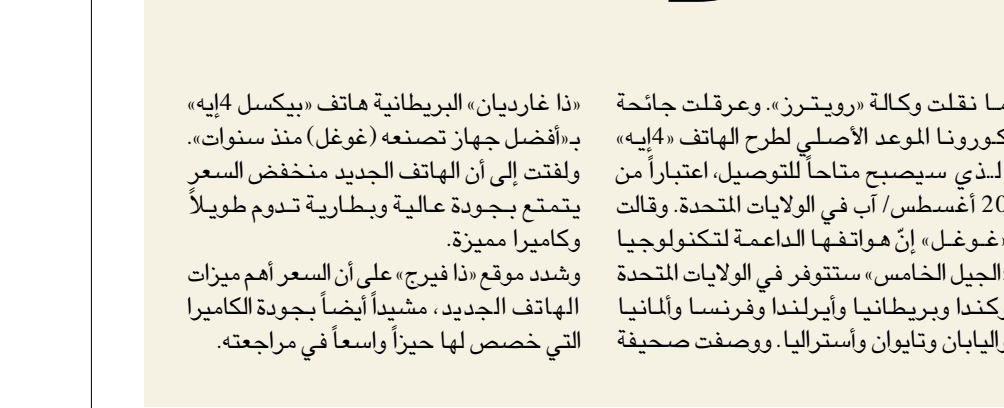 ما نقلت وكالة «رويترز». وعرقلت جائحة
كورونا الموعد الأصلي لطرح الهاتف «4إيه»
الذي سيصبح متاحاً للتوصيل، اعتباراً من
20 أغسطس/ آب في الولايات المتحدة. وقالت
«غوغل» إنّ هواتفها الداعمة لتكنولوجيا
«الجيل الخامس» ستتوفر في الولايات المتحدة
وكندا وبريطانيا وأيرلندا وفرنسا وألمانيا
واليابان وتايوان وأستراليا. ووصفت صحيفة
«ذا غارديان» البريطانية هاتف «بيكسل 4إيه»
بـ«أفضل جهاز تصنعه (غوغل) منذ سنوات».
ولفتت إلى أن الهاتف الجديد منخفض السعر
يتمتع بجودة عالية وبطارية تدوم طويلاً
وكاميرا مميزة.
وشدد موقع «ذا فيرج» على أن السعر أهم ميزات
الهاتف الجديد، مشيداً أيضاً بجودة الكاميرا
التي خصص لها حيزاً واسعاً في مراجعته.